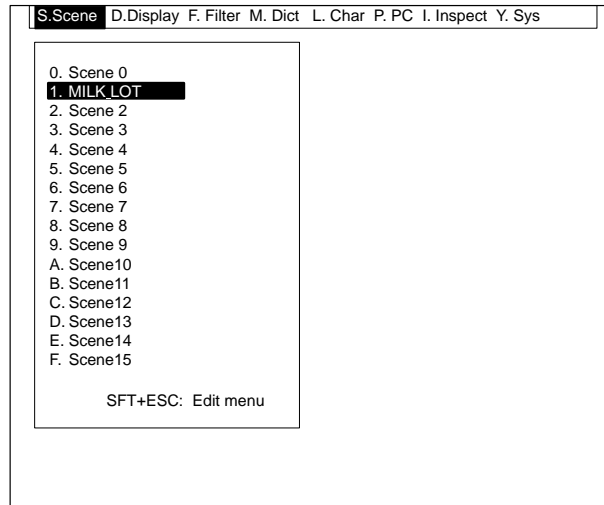 S.Scene D.Display F. Filter M. Dict L. Char P. PC I. Inspect Y. Sys
0. Scene 0
1. MILK_LOT
2. Scene 2
3. Scene 3
4. Scene 4
5. Scene 5
6. Scene 6
7. Scene 7
8. Scene 8
9. Scene 9
A. Scene10
B. Scene11
C. Scene12
D. Scene13
E. Scene14
F. Scene15
SFT+ESC: Edit menu